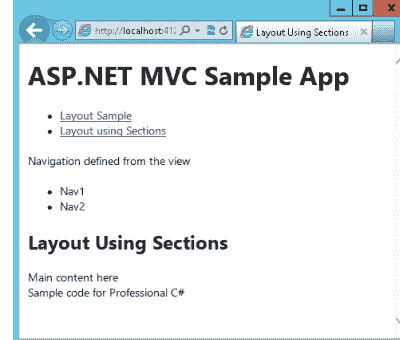 http://localhost:41
Layout Using Sections
ASP.NET MVC Sample App
Layout Sample
Layout using Sections
Navigation defined from the view
Nav1
Nav2
Layout Using Sections
Main content here
Sample code for Professional C#